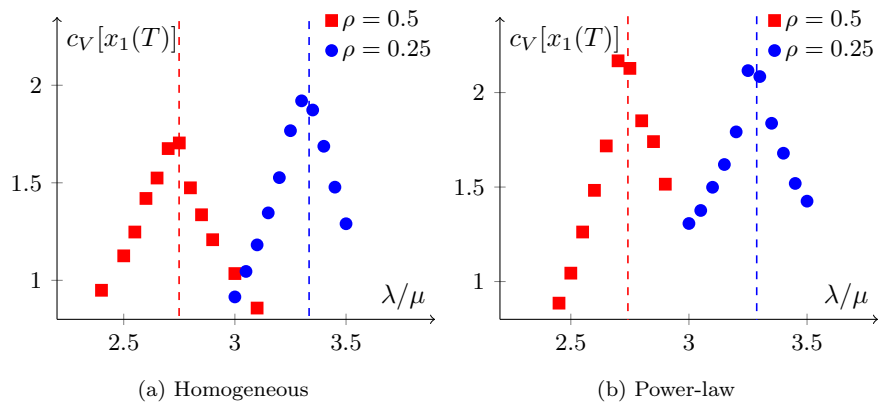 c_V[x_1(T)]
ρ = 0.5
ρ = 0.25
2
1.5
1
λ/μ
2.5 3 3.5
(a) Homogeneous
c_V[x_1(T)]
ρ = 0.5
ρ = 0.25
2
1.5
1
λ/μ
2.5 3 3.5
(b) Power-law